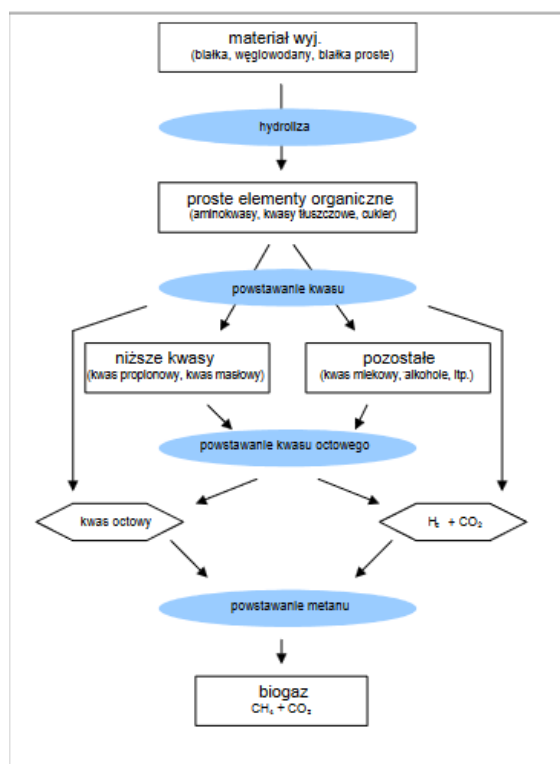 materiał wyj.
(białka, węglowodany, białka proste)
hydroliza
proste elementy organiczne
(aminokwasy, kwasy tłuszczowe, cukier)
powstawanie kwasu
niższe kwasy
(kwas propionowy, kwas masłowy)
pozostałe
(kwas mlekowy, alkohole, itp.)
powstawanie kwasu octowego
kwas octowy
H₂ + CO₂
powstawanie metanu
biogaz
CH₄ + CO₂